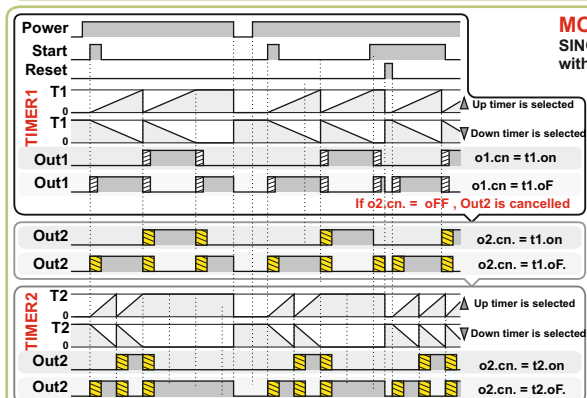 Power
MO
Start
SING
with
Reset
TIMER1
T1
0
Up timer is selected
T1
0
Down timer is selected
Out1
o1.cn = t1.on
Out1
o1.cn = t1.oF
If o2.cn. = oFF , Out2 is cancelled
Out2
o2.cn. = t1.on
Out2
o2.cn. = t1.oF.
TIMER2
T2
0
Up timer is selected
T2
0
Down timer is selected
Out2
o2.cn. = t2.on
Out2
o2.cn. = t2.oF.